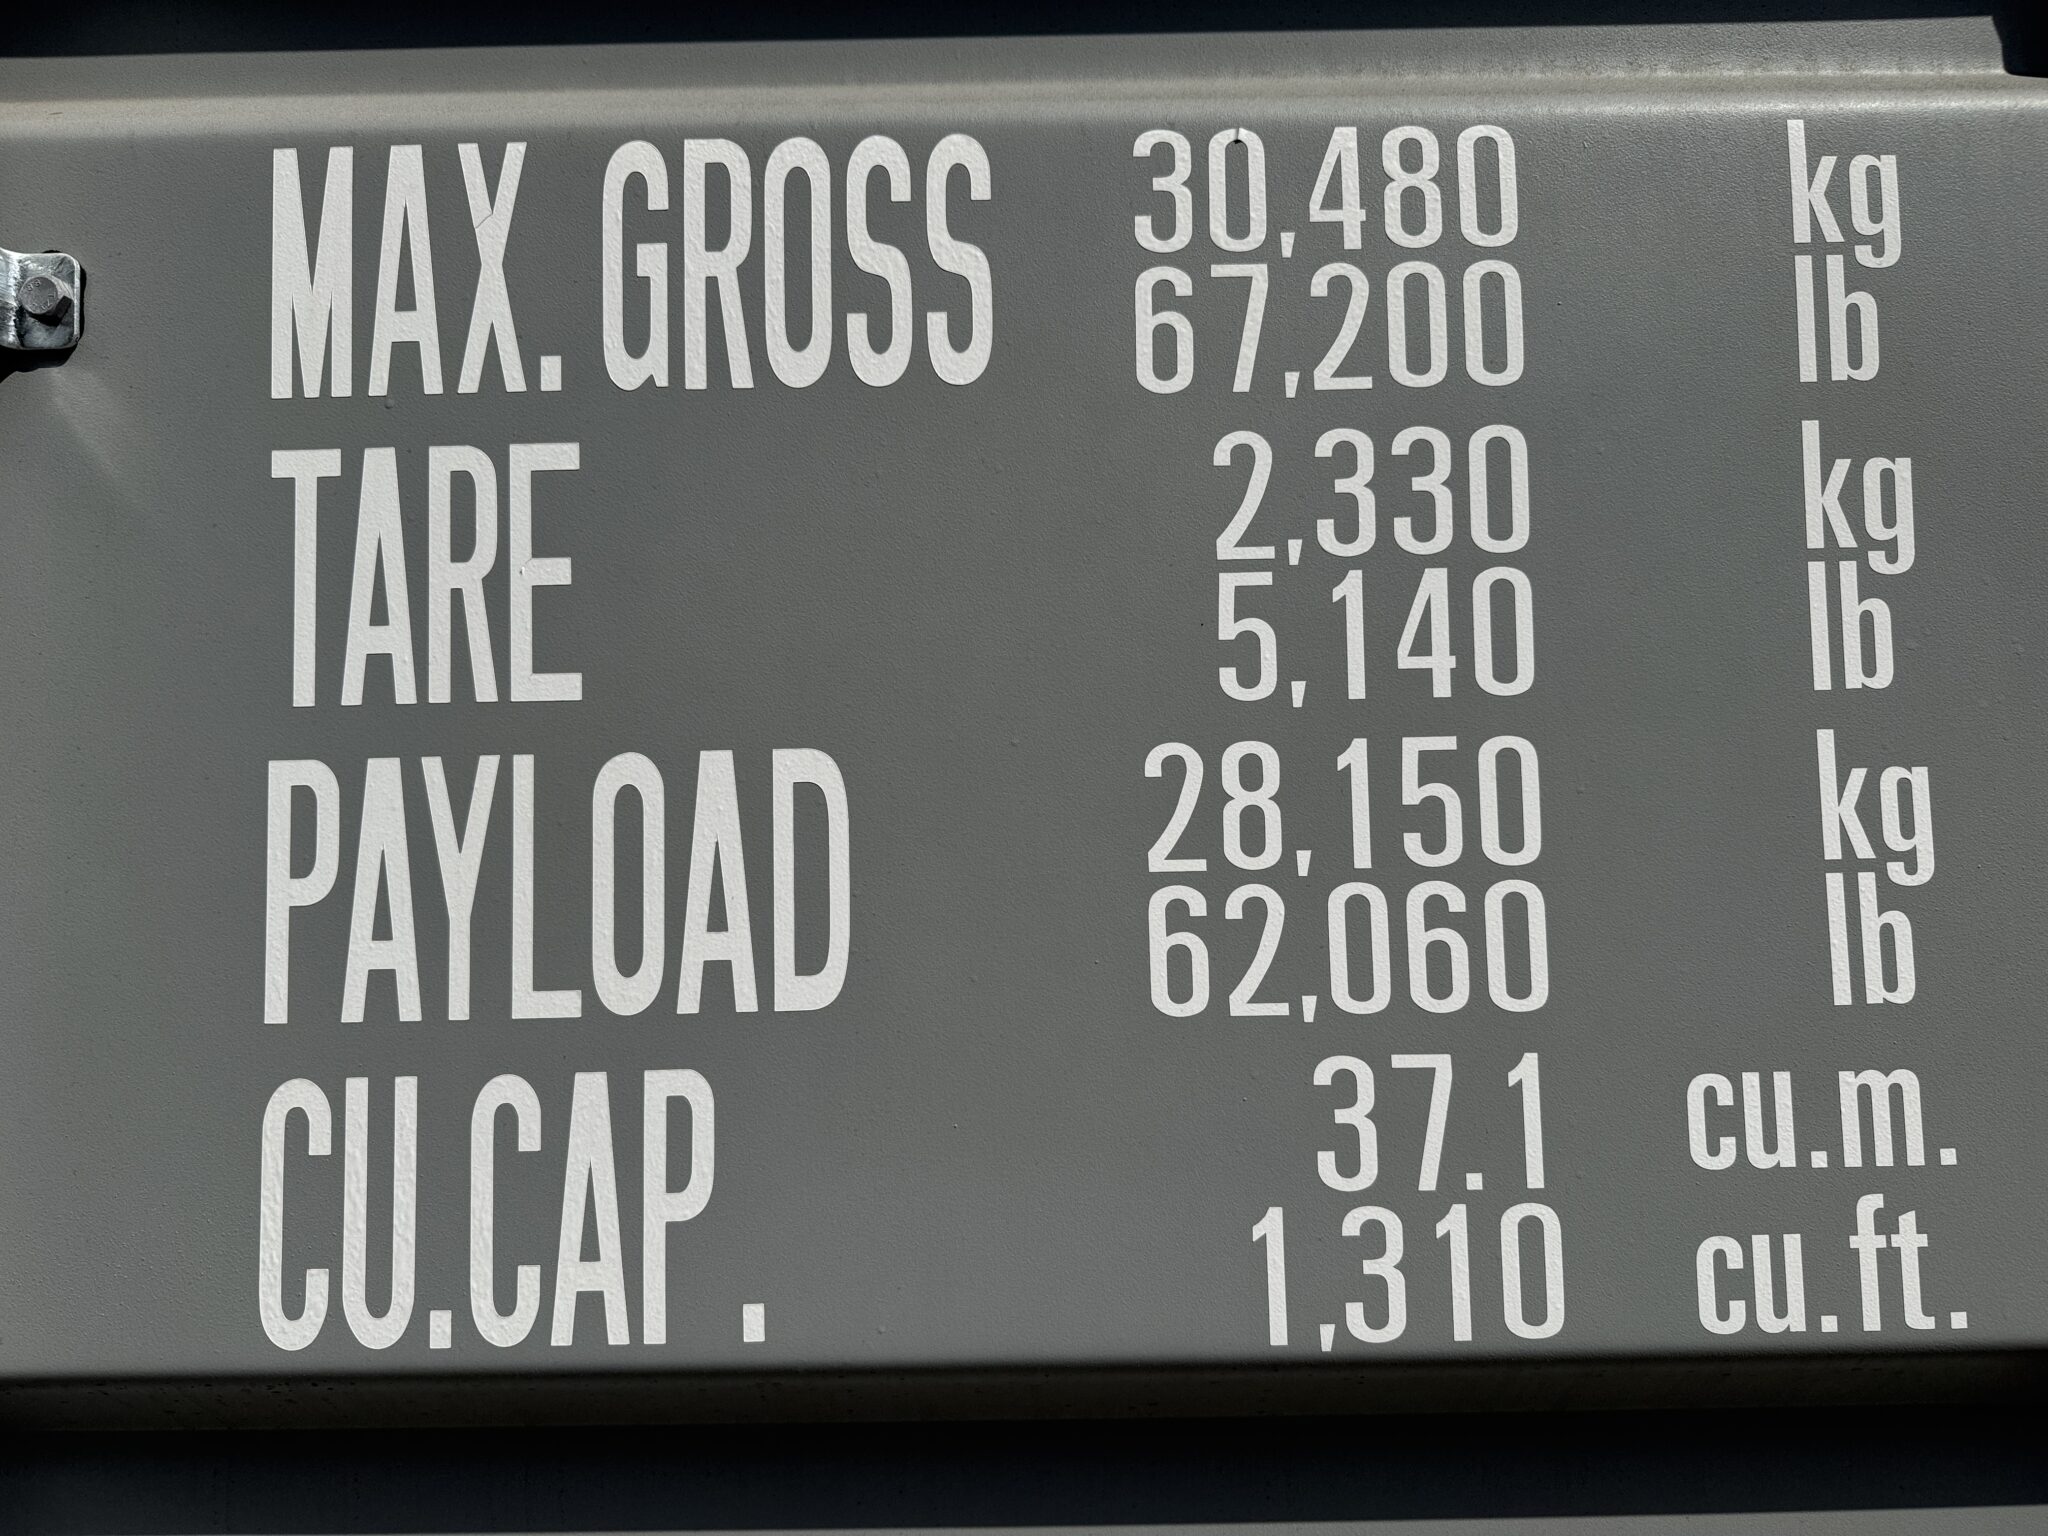 MAX. GROSS 30,480 kg
67,200 lb
TARE 2,330 kg
5,140 lb
PAYLOAD 28,150 kg
62,060 lb
CU.CAP. 37.1 cu.m.
1,310 cu.ft.